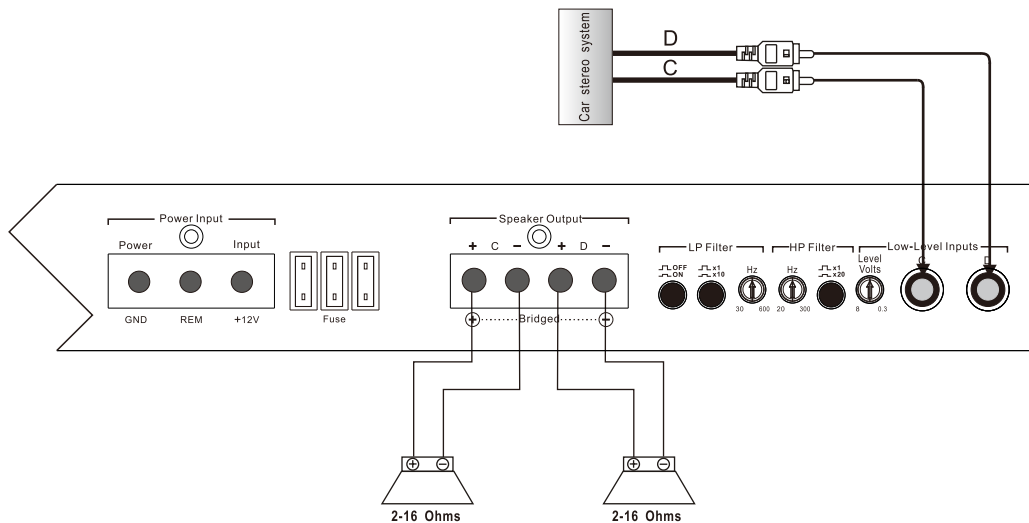 Car stereo system
D
C
Power Input
Power Input
GND REM +12V
Fuse
Speaker Output
+ C - + D -
+ Bridged -
LP Filter
OFF
ON
x1
x10
Hz
30 600
HP Filter
Hz
20 300
x1
x20
Low-Level Inputs
Level
Volts
8 0.3
C
D
+ -
2-16 Ohms
+ -
2-16 Ohms